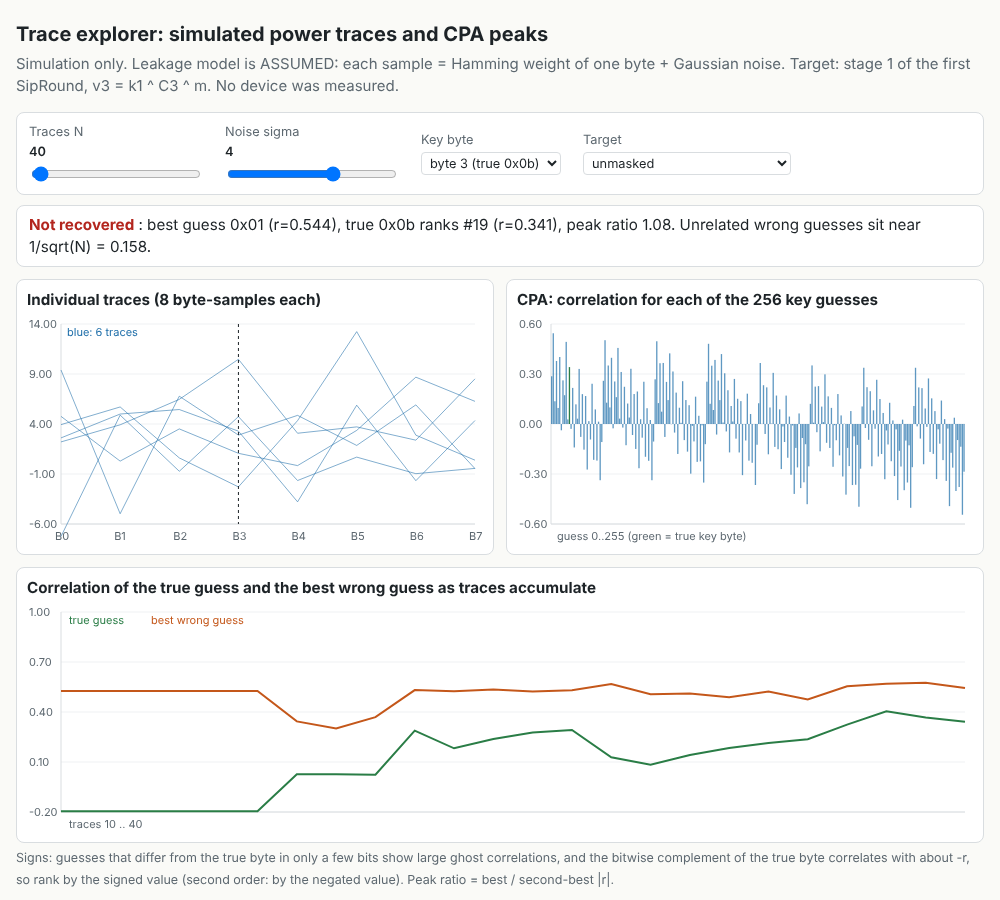 Trace explorer: simulated power traces and CPA peaks
Simulation only. Leakage model is ASSUMED: each sample = Hamming weight of one byte + Gaussian noise. Target: stage 1 of the first
SipRound, v3 = k1 ^ C3 ^ m. No device was measured.
Traces N
40
Noise sigma
4
Key byte
byte 3 (true 0x0b)
Target
unmasked
Not recovered : best guess 0x01 (r=0.544), true 0x0b ranks #19 (r=0.341), peak ratio 1.08. Unrelated wrong guesses sit near
1/sqrt(N) = 0.158.
Individual traces (8 byte-samples each)
14.00
blue: 6 traces
9.00
4.00
-1.00
-6.00
B0 B1 B2 B3 B4 B5 B6 B7
CPA: correlation for each of the 256 key guesses
0.60
0.30
0.00
-0.30
-0.60
guess 0..255 (green = true key byte)
Correlation of the true guess and the best wrong guess as traces accumulate
1.00
true guess best wrong guess
0.70
0.40
0.10
-0.20
traces 10 .. 40
Signs: guesses that differ from the true byte in only a few bits show large ghost correlations, and the bitwise complement of the true byte correlates with about -r,
so rank by the signed value (second order: by the negated value). Peak ratio = best / second-best |r|.